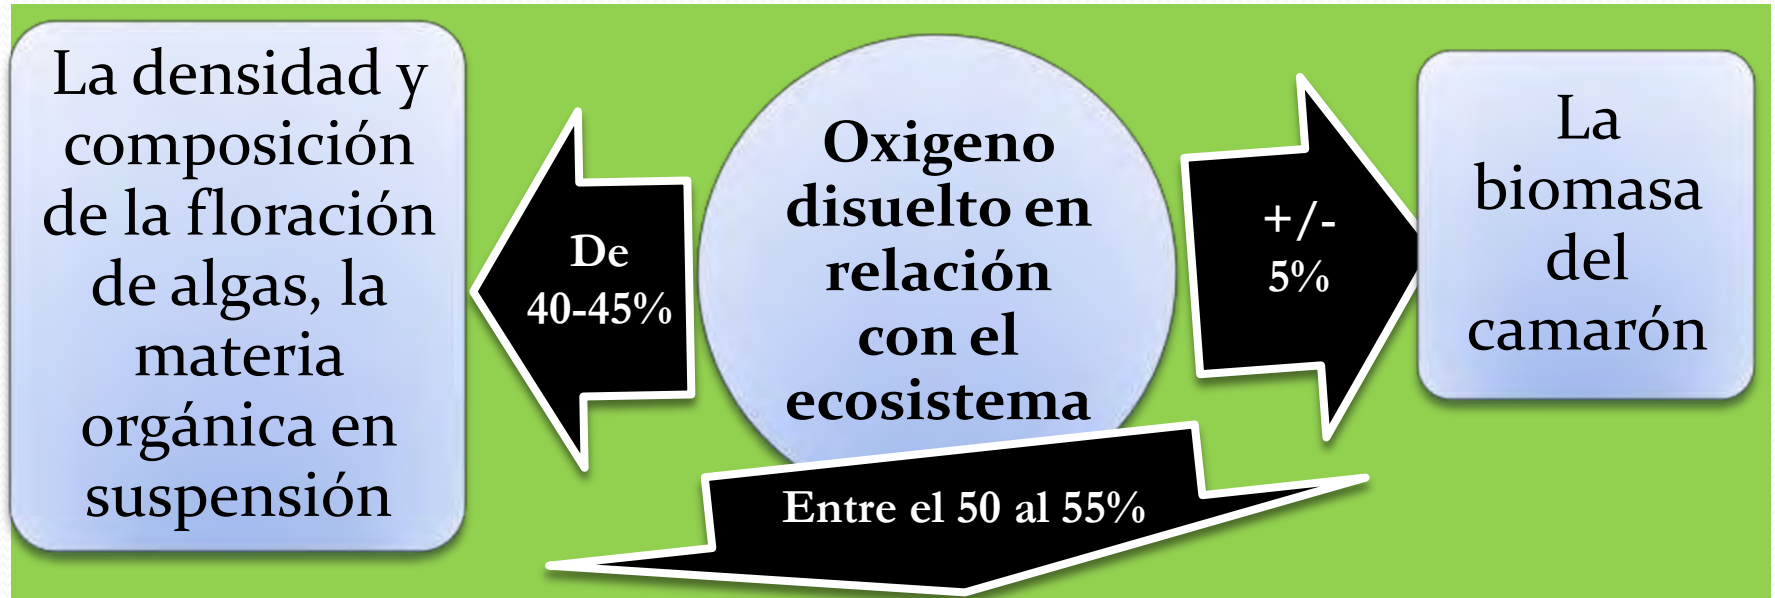 La densidad y
composición
de la floración
de algas, la
materia
orgánica en
suspensión
De
40-45%
Oxigeno
disuelto en
relación
con el
ecosistema
+/-
5%
La
biomasa
del
camarón
Entre el 50 al 55%